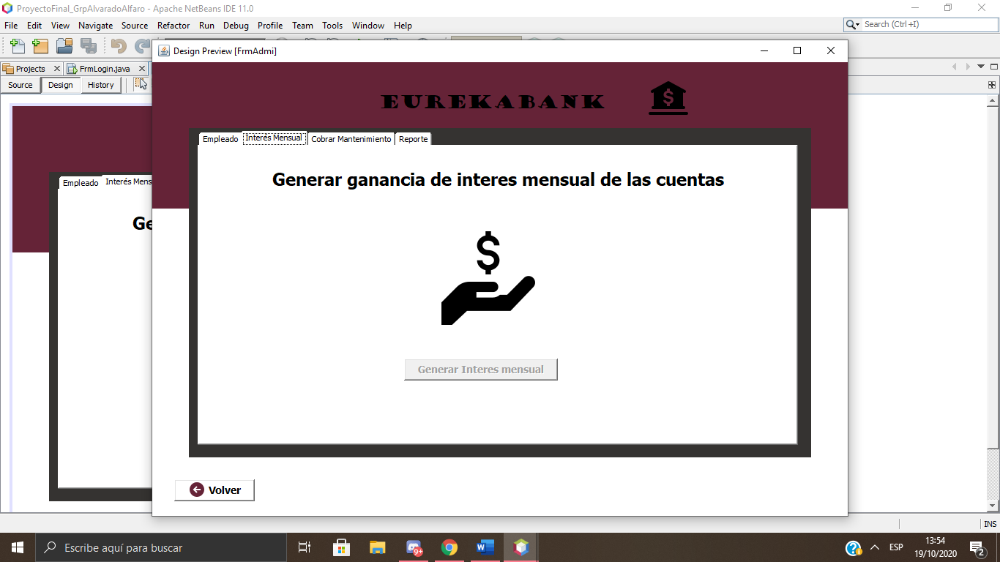 ProyectoFinal_GrpAlvaradoAlfaro - Apache NetBeans IDE 11.0
File Edit View Navigate Source Refactor Run Debug Profile Team Tools Window Help
Search (Ctrl+I)
Design Preview [FrmAdmi]
Projects FrmLogin.java
Source Design History
EUREKABANK
$
Empleado Interés Mensual Cobrar Mantenimiento Reporte
Empleado Interés Mens
Generar ganancia de interes mensual de las cuentas
Ge
$
Generar Interes mensual
Volver
INS
Escribe aquí para buscar
9+
W
ESP
13:54
19/10/2020
2